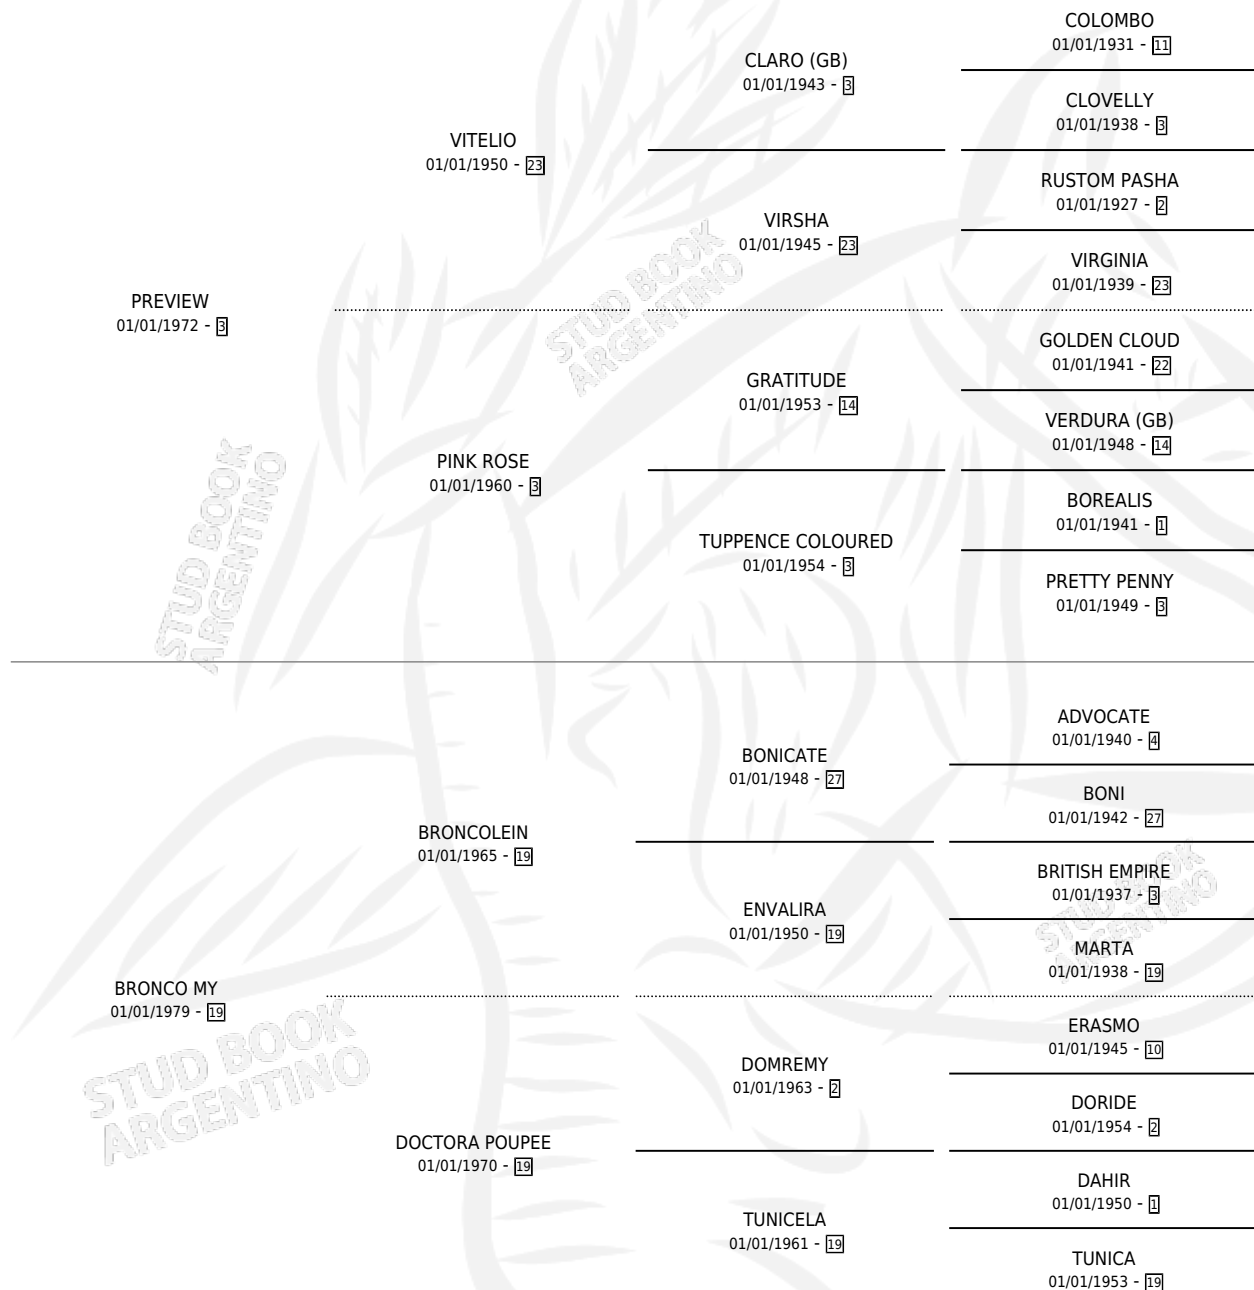 COLOMBO
01/01/1931 - 11
CLARO (GB)
01/01/1943 - 3
CLOVELLY
01/01/1938 - 3
VITELIO
01/01/1950 - 23
RUSTOM PASHA
01/01/1927 - 2
VIRSHA
01/01/1945 - 23
VIRGINIA
01/01/1939 - 23
PREVIEW
01/01/1972 - 3
STUD BOOK
ARGENTINO
GOLDEN CLOUD
01/01/1941 - 22
GRATITUDE
01/01/1953 - 14
VERDURA (GB)
01/01/1948 - 14
PINK ROSE
01/01/1960 - 3
BOREALIS
01/01/1941 - 1
TUPPENCE COLOURED
01/01/1954 - 3
PRETTY PENNY
01/01/1949 - 3
STUD BOOK
ARGENTINO
ADVOCATE
01/01/1940 - 4
BONICATE
01/01/1948 - 27
BONI
01/01/1942 - 27
BRONCOLEIN
01/01/1965 - 19
BRITISH EMPIRE
01/01/1937 - 3
ENVALIRA
01/01/1950 - 19
STUD BOOK
ARGENTINO
MARTA
01/01/1938 - 19
BRONCO MY
01/01/1979 - 19
STUD BOOK
ARGENTINO
ERASMO
01/01/1945 - 10
DOMREMY
01/01/1963 - 2
DORIDE
01/01/1954 - 2
DOCTORA POUPEE
01/01/1970 - 19
DAHIR
01/01/1950 - 1
TUNICELA
01/01/1961 - 19
TUNICA
01/01/1953 - 19